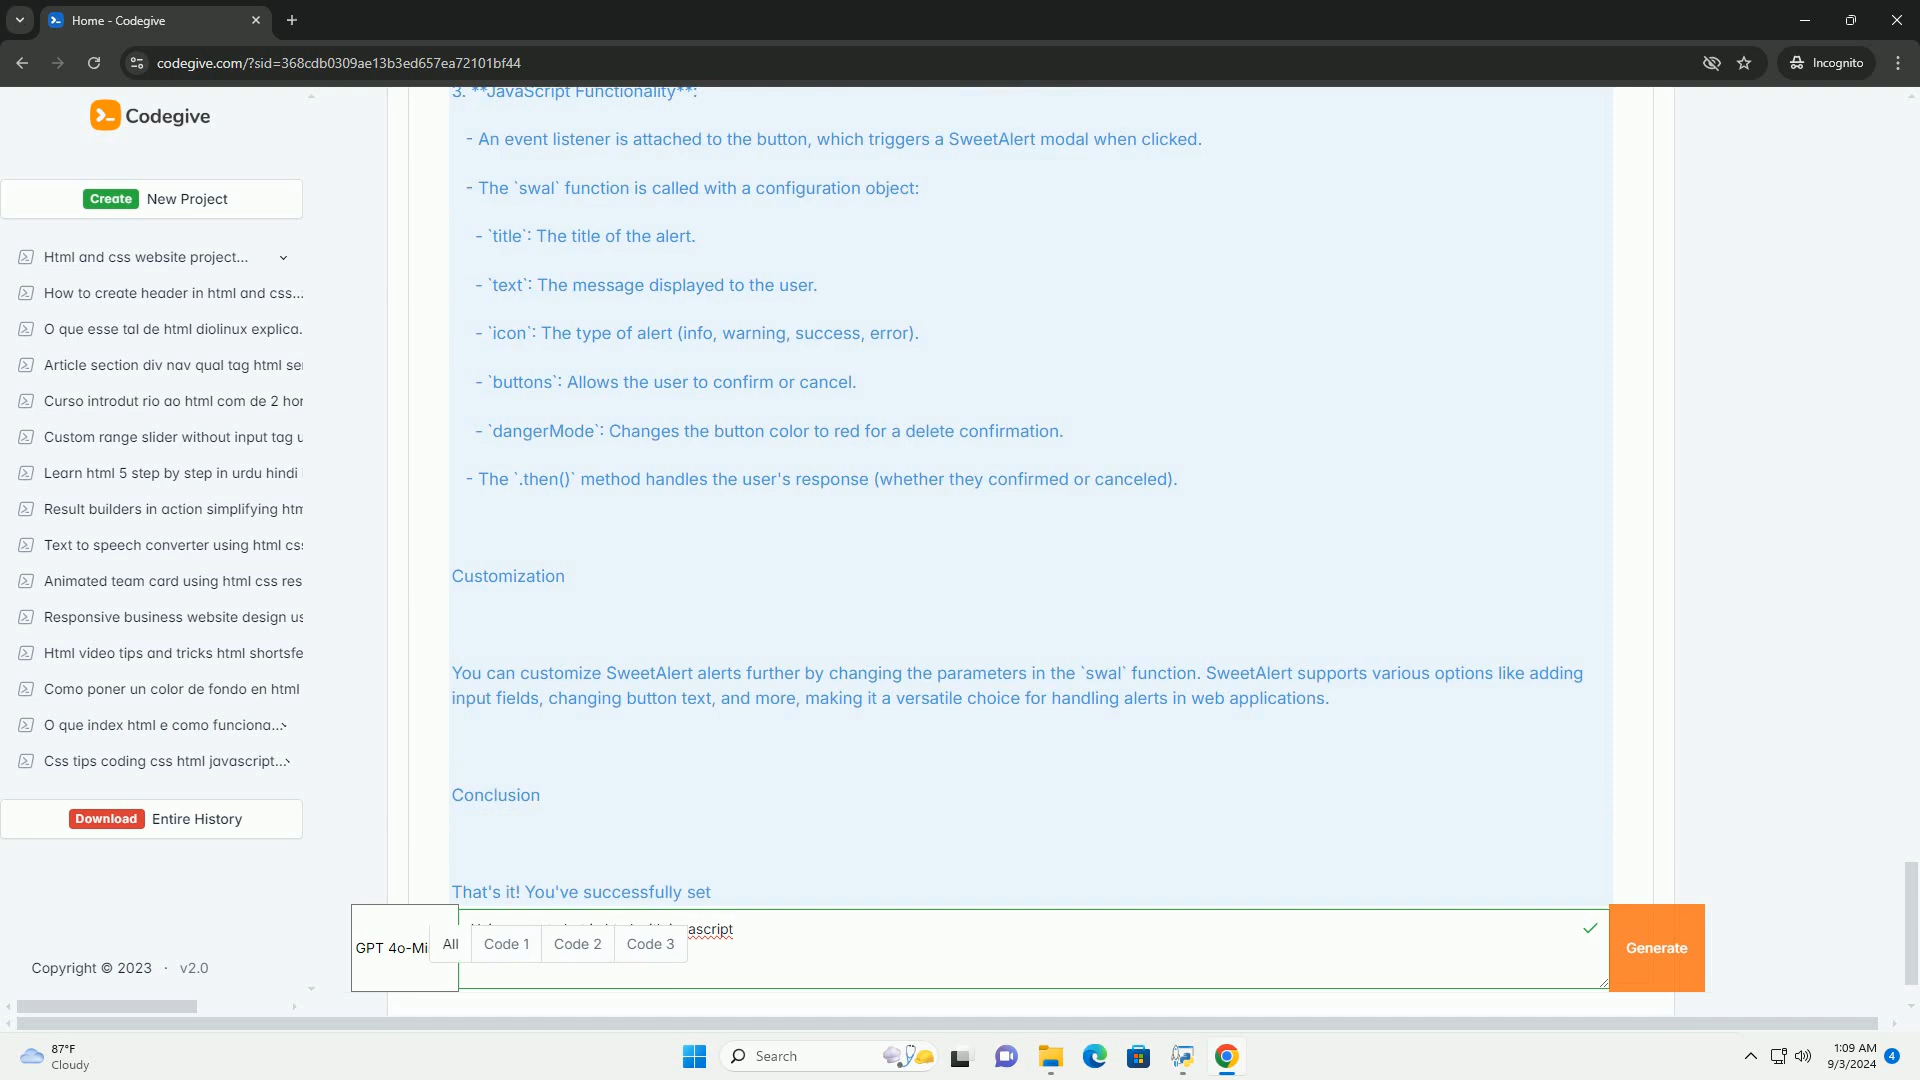 Home - Codegive
codegive.com/?sid=368cdb0309ae13b3ed657ea72101bf44
Incognito
Codegive
Create New Project
Html and css website project...
How to create header in html and css...
O que esse tal de html diolinux explica.
Article section div nav qual tag html se
Curso introdut rio ao html com de 2 hor
Custom range slider without input tag u
Learn html 5 step by step in urdu hindi
Result builders in action simplifying htm
Text to speech converter using html cs
Animated team card using html css res
Responsive business website design us
Html video tips and tricks html shortsfe
Como poner un color de fondo en html
O que index html e como funciona...
Css tips coding css html javascript...
Download Entire History
Copyright © 2023 · v2.0
3. **JavaScript Functionality**:
- An event listener is attached to the button, which triggers a SweetAlert modal when clicked.
- The `swal` function is called with a configuration object:
- `title`: The title of the alert.
- `text`: The message displayed to the user.
- `icon`: The type of alert (info, warning, success, error).
- `buttons`: Allows the user to confirm or cancel.
- `dangerMode`: Changes the button color to red for a delete confirmation.
- The `.then()` method handles the user's response (whether they confirmed or canceled).
Customization
You can customize SweetAlert alerts further by changing the parameters in the `swal` function. SweetAlert supports various options like adding
input fields, changing button text, and more, making it a versatile choice for handling alerts in web applications.
Conclusion
That's it! You've successfully set
ascript
GPT 4o-Mi
All Code 1 Code 2 Code 3
Generate
87°F
Cloudy
Search
1:09 AM
9/3/2024
4